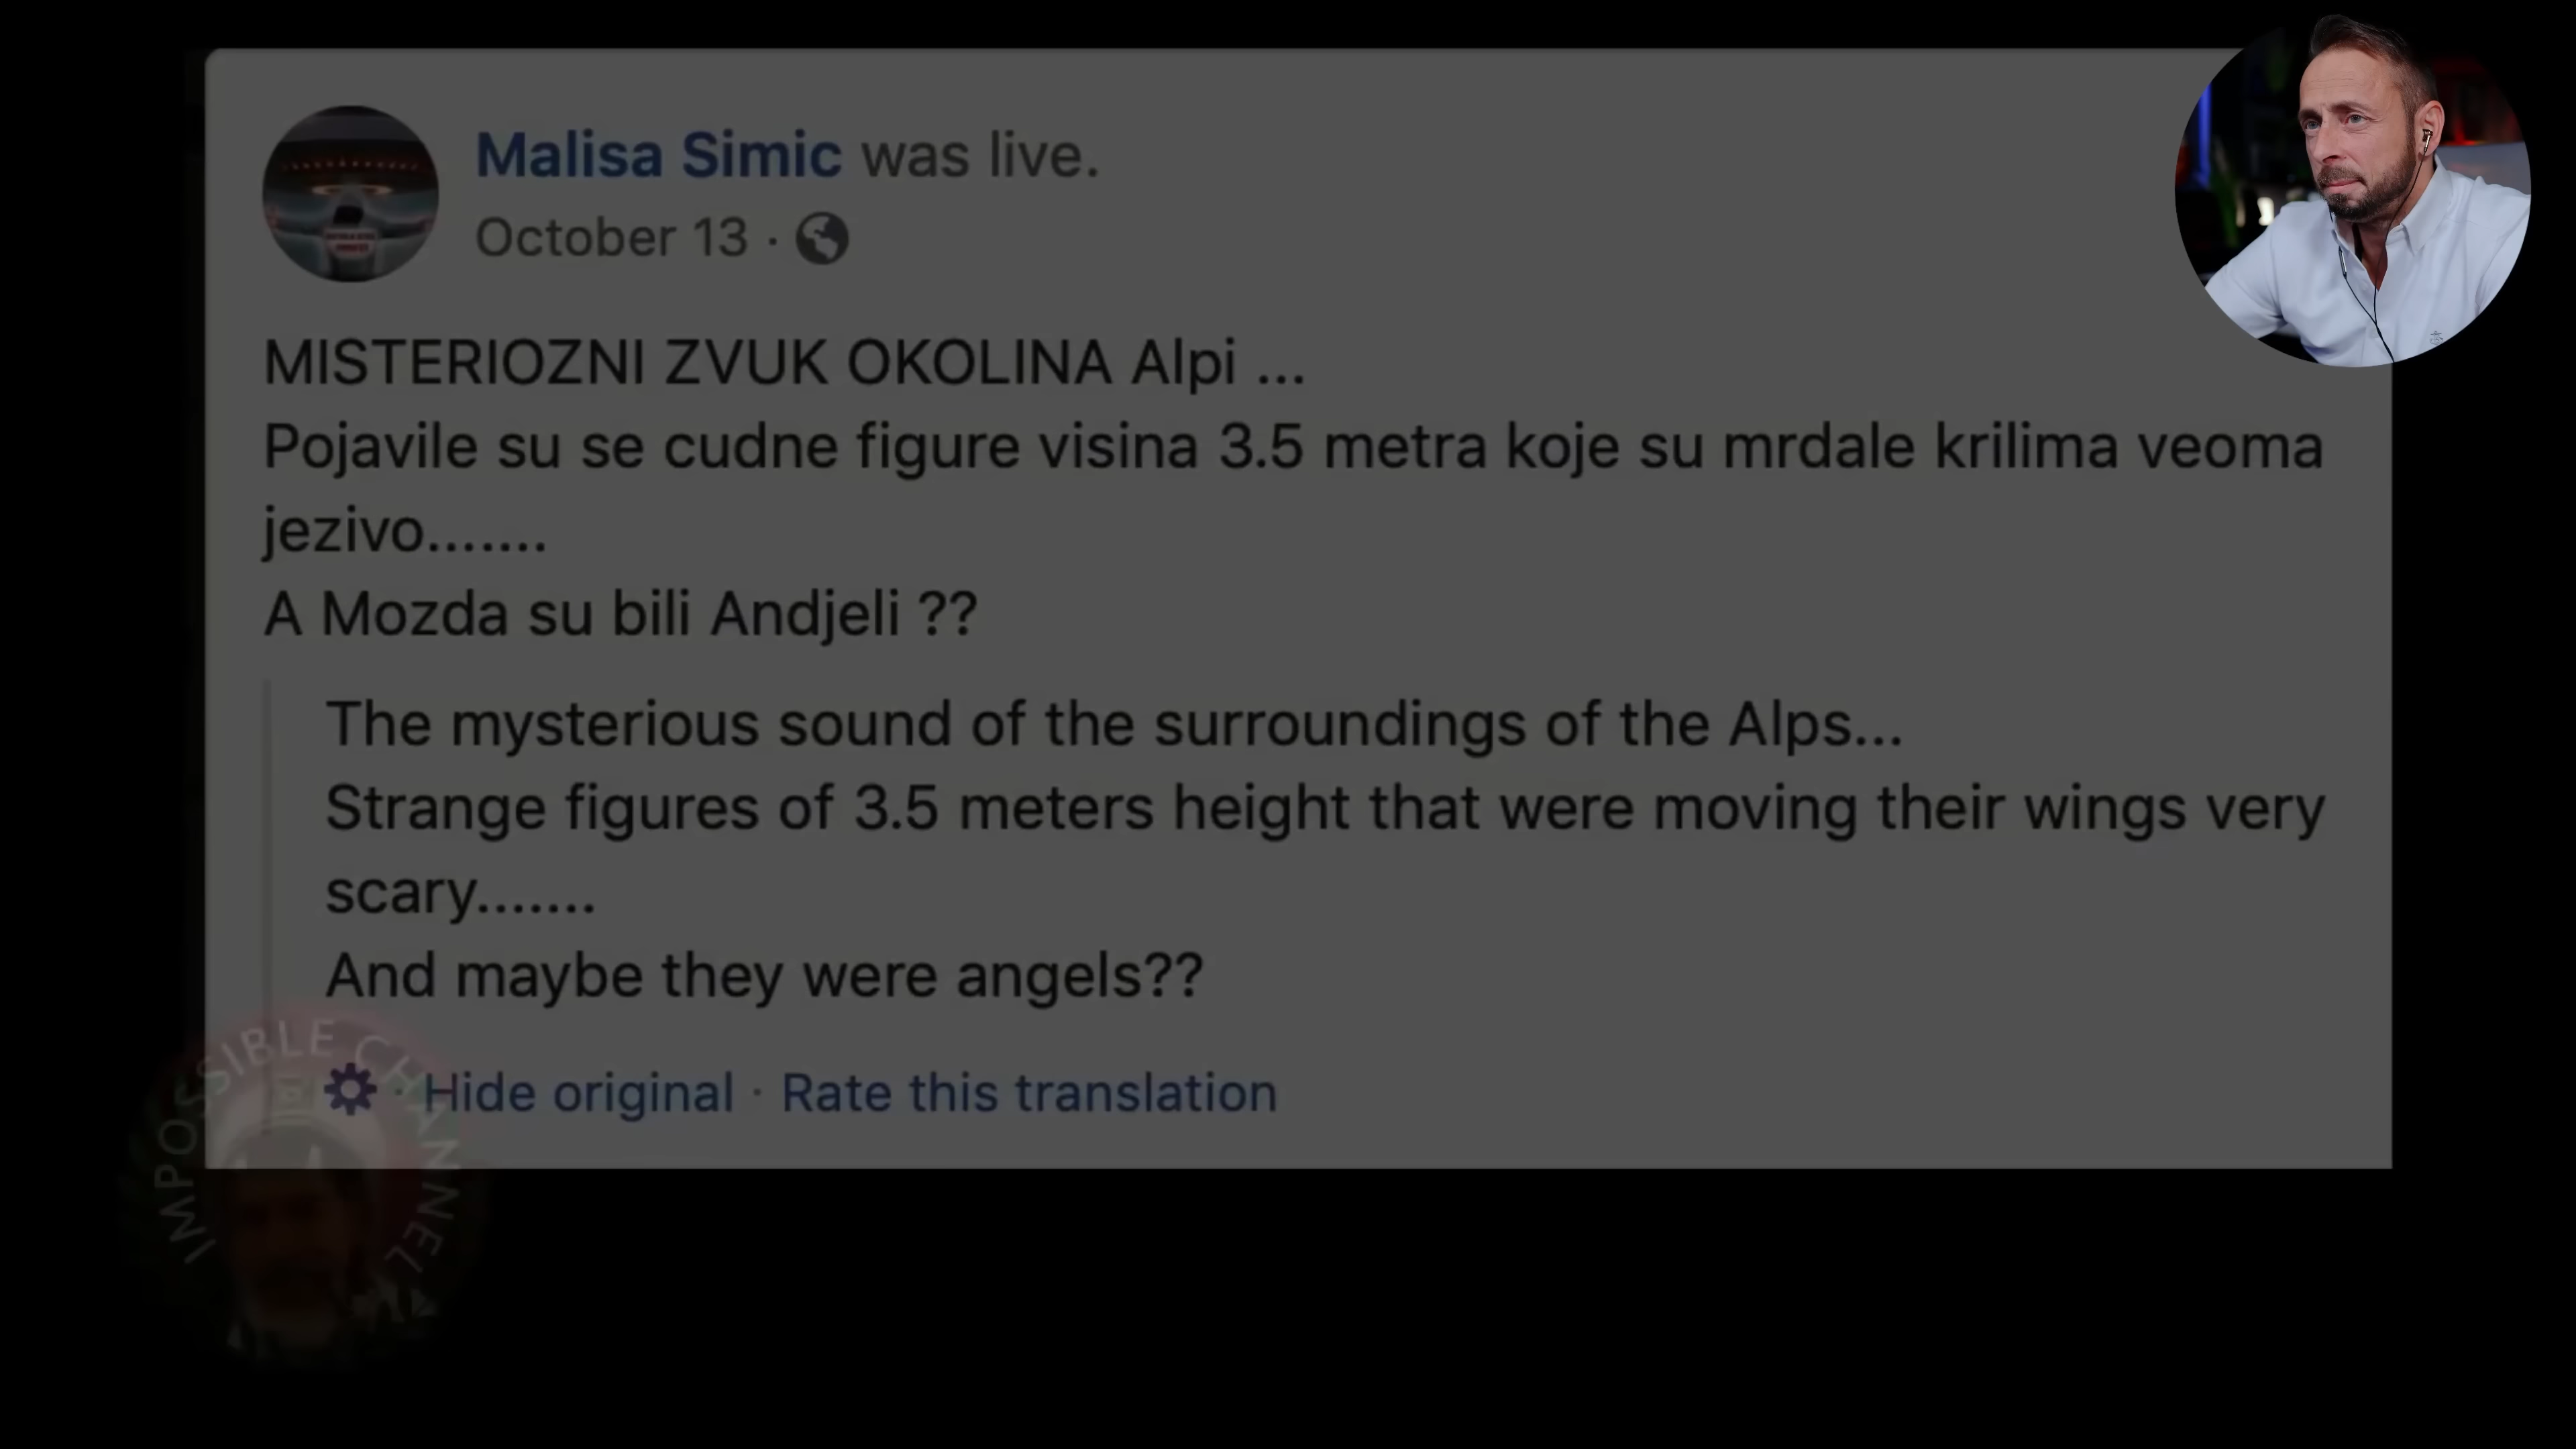 Malisa Simic was live.
October 13 ·
MISTERIOZNI ZVUK OKOLINA Alpi ...
Pojavile su se cudne figure visina 3.5 metra koje su mrdale krilima veoma
jezivo.......
A Mozda su bili Andjeli ??
The mysterious sound of the surroundings of the Alps...
Strange figures of 3.5 meters height that were moving their wings very
scary.......
And maybe they were angels??
· Hide original · Rate this translation
IMPOSSIBLE CHANNEL